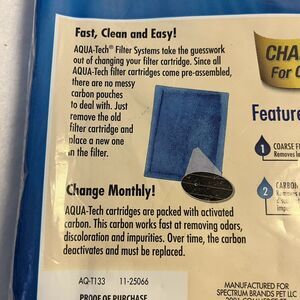 Fast, Clean and Easy!
AQUA-Tech® Filter Systems take the guesswork
out of changing your filter cartridge. Since all
AQUA-Tech filter cartridges come pre-assembled,
there are no messy
carbon pouches
to deal with. Just
remove the old
filter cartridge and
place a new one
in the filter.
Change Monthly!
AQUA-Tech cartridges are packed with activated
carbon. This carbon works fast at removing odors,
discoloration and impurities. Over time, the carbon
deactivates and must be replaced.
AQ-T133 11-25066
PROOF OF PURCHASE
CHA
For
Feature
1 COARSE F
Removes l
2 CARBON
Removes
MANUFACTURED FOR
SPECTRUM BRANDS PET LLC